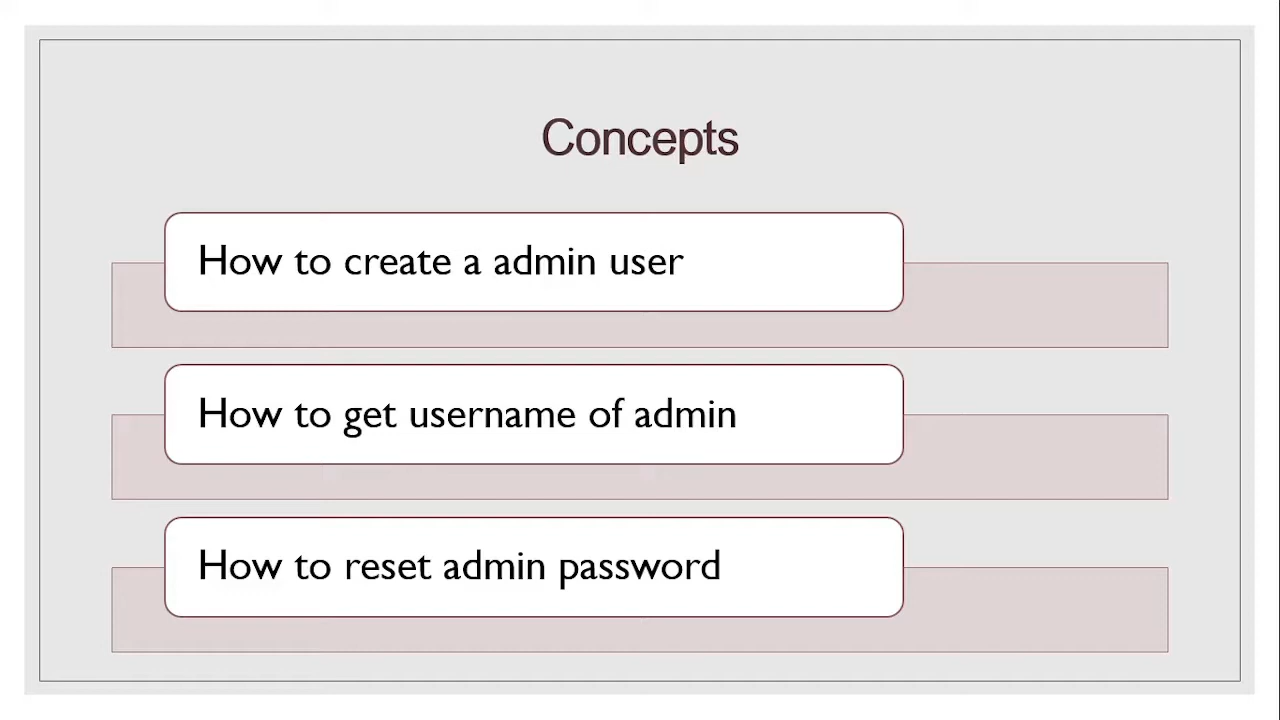 Concepts
How to create a admin user
How to get username of admin
How to reset admin password